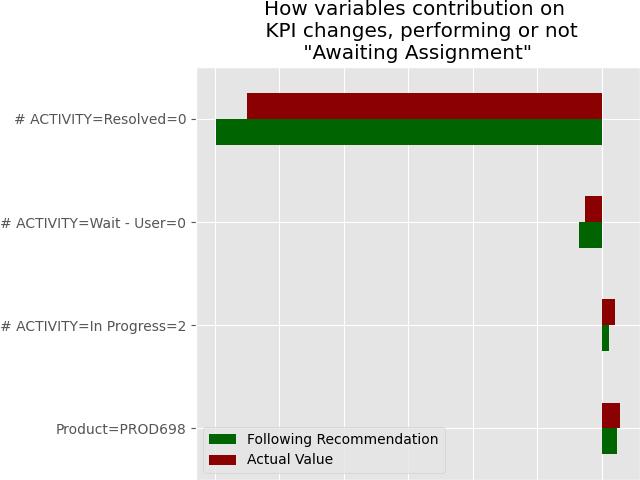 How variables contribution on
KPI changes, performing or not
"Awaiting Assignment"
# ACTIVITY=Resolved=0
# ACTIVITY=Wait - User=0
# ACTIVITY=In Progress=2
Product=PROD698
Following Recommendation
Actual Value